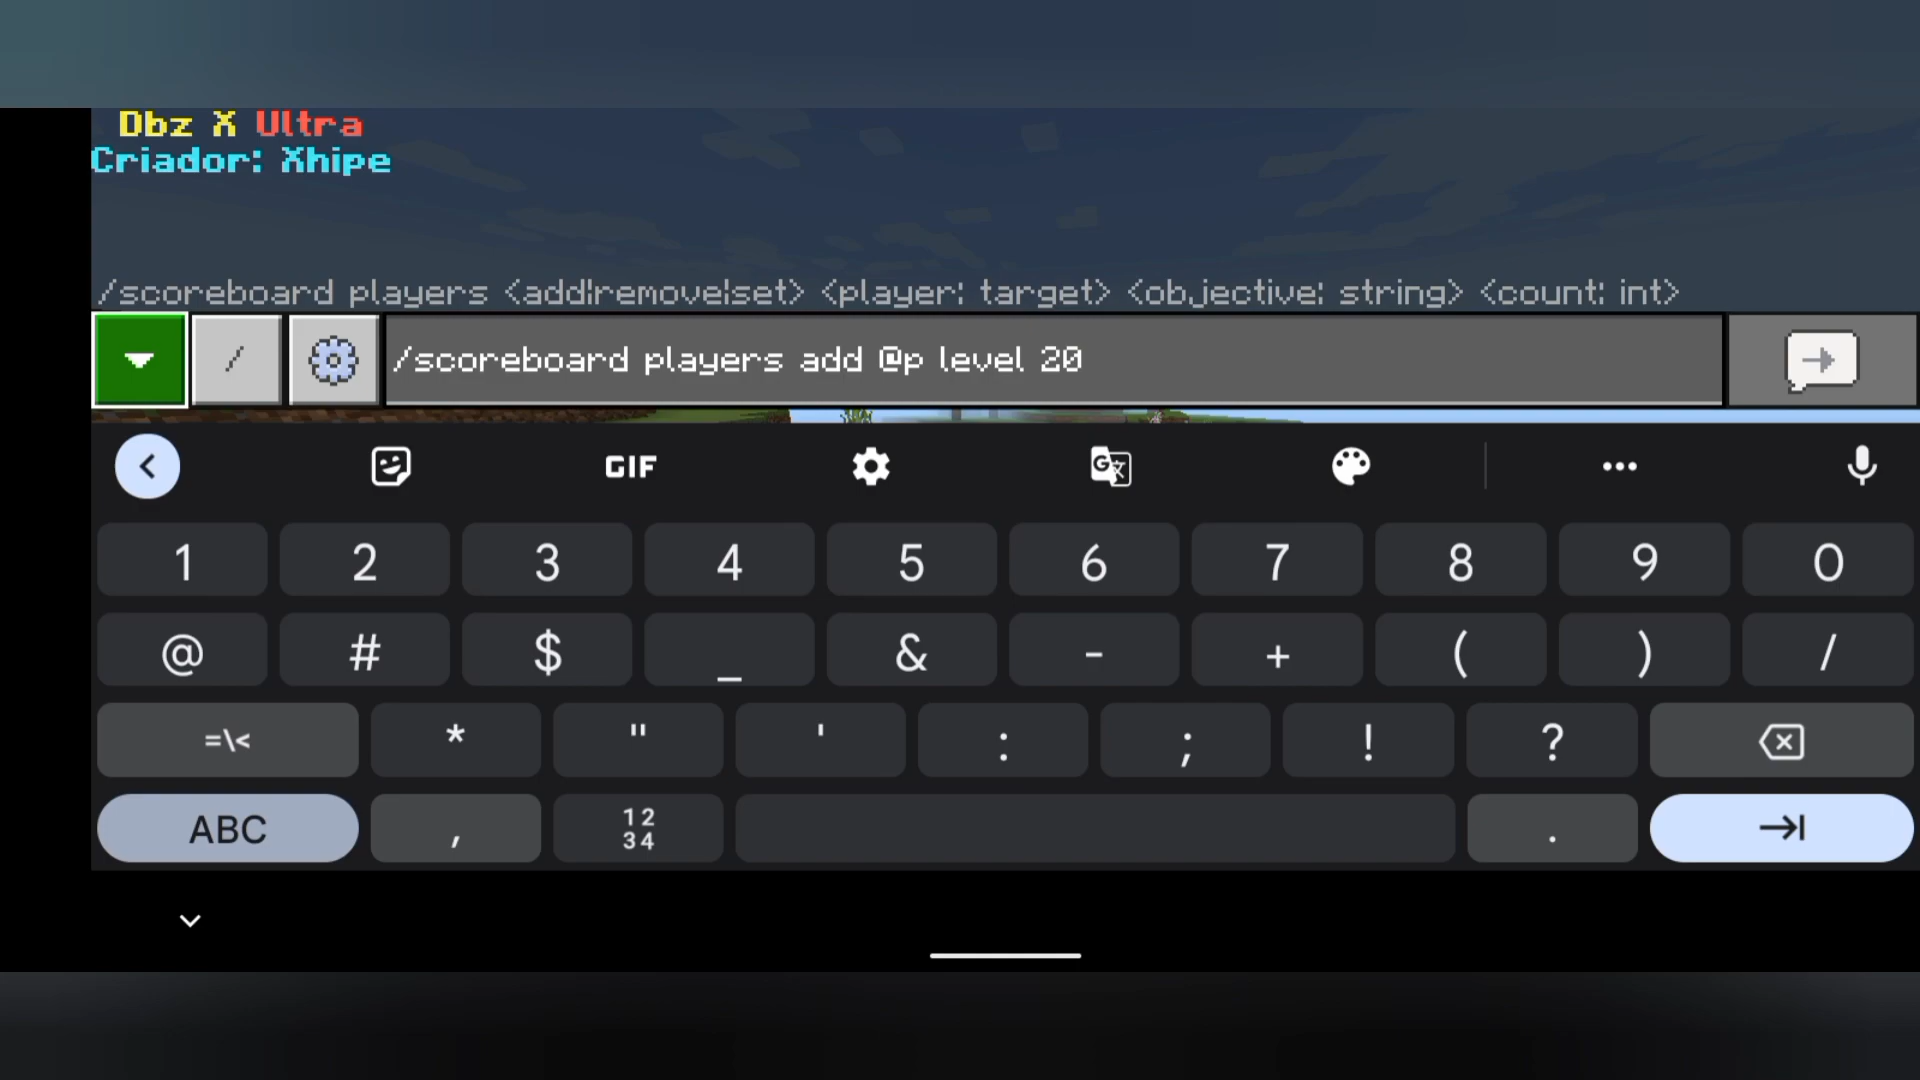 Dbz X Ultra
Criador: Xhipe
/scoreboard players <add|remove|set> <player: target> <objective: string> <count: int>
/
/scoreboard players add @p level 20
GIF
1 2 3 4 5 6 7 8 9 0
@ # $ _ & - + ( ) /
=\< * " ' : ; ! ?
ABC , 12 34 .